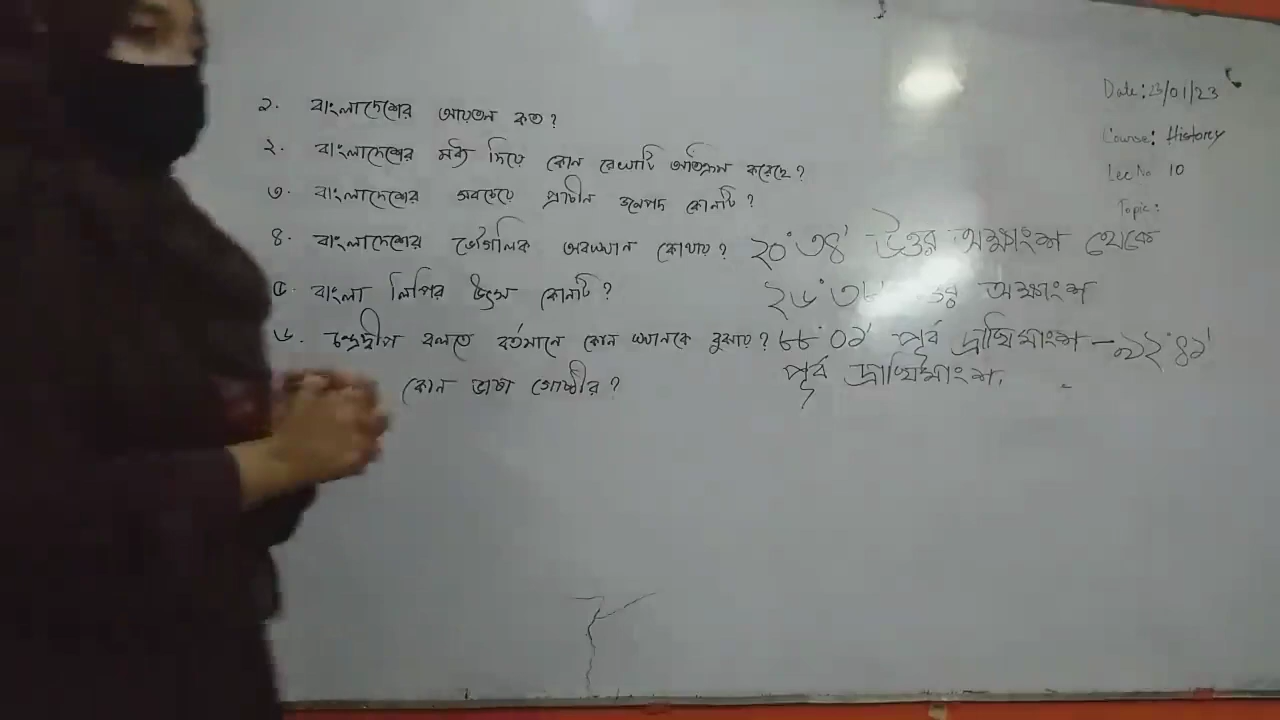 ১. বাংলাদেশের আয়তন কত?
২. বাংলাদেশের মধ্য দিয়ে কোন রেখাটি অতিক্রম করেছে?
৩. বাংলাদেশের সবচেয়ে প্রাচীন জনপদ কোনটি?
৪. বাংলাদেশের ভৌগলিক অবস্থান কোথায়? ২০°৩৪' উত্তর অক্ষাংশ থেকে
২৬°৩৮ অক্ষাংশ
৫. বাংলা লিপির উৎস কোনটি?
৬. চন্দ্রদ্বীপ বলতে বর্তমানে কোন স্থানকে বুঝায়? ৮৮°০১' পূর্ব দ্রাঘিমাংশ – ৯২°৪১'
পূর্ব দ্রাঘিমাংশ.
কোন ভাষা গোষ্ঠীর?
Date: 23/01/23
Course: History
Lec No 10
Topic: